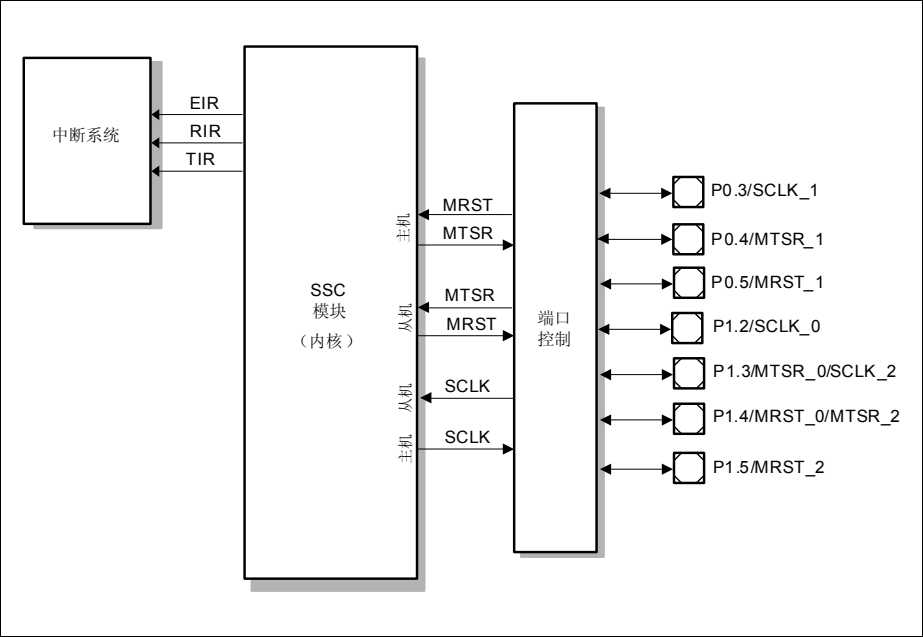 中断系统
EIR
RIR
TIR
SSC
模块
（内核）
主机
MRST
MTSR
从机
MTSR
MRST
从机
SCLK
主机
SCLK
端口
控制
P0.3/SCLK_1
P0.4/MTSR_1
P0.5/MRST_1
P1.2/SCLK_0
P1.3/MTSR_0/SCLK_2
P1.4/MRST_0/MTSR_2
P1.5/MRST_2